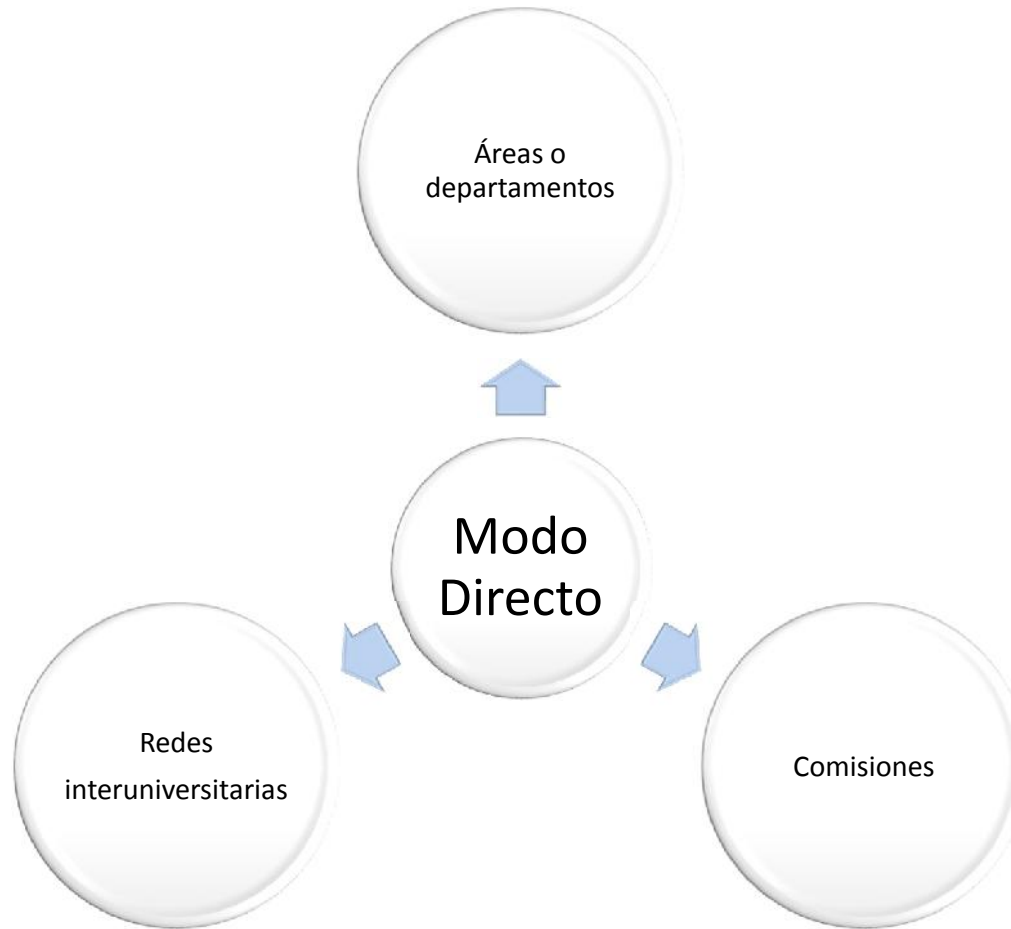 Áreas o
departamentos
Modo
Directo
Redes
interuniversitarias
Comisiones